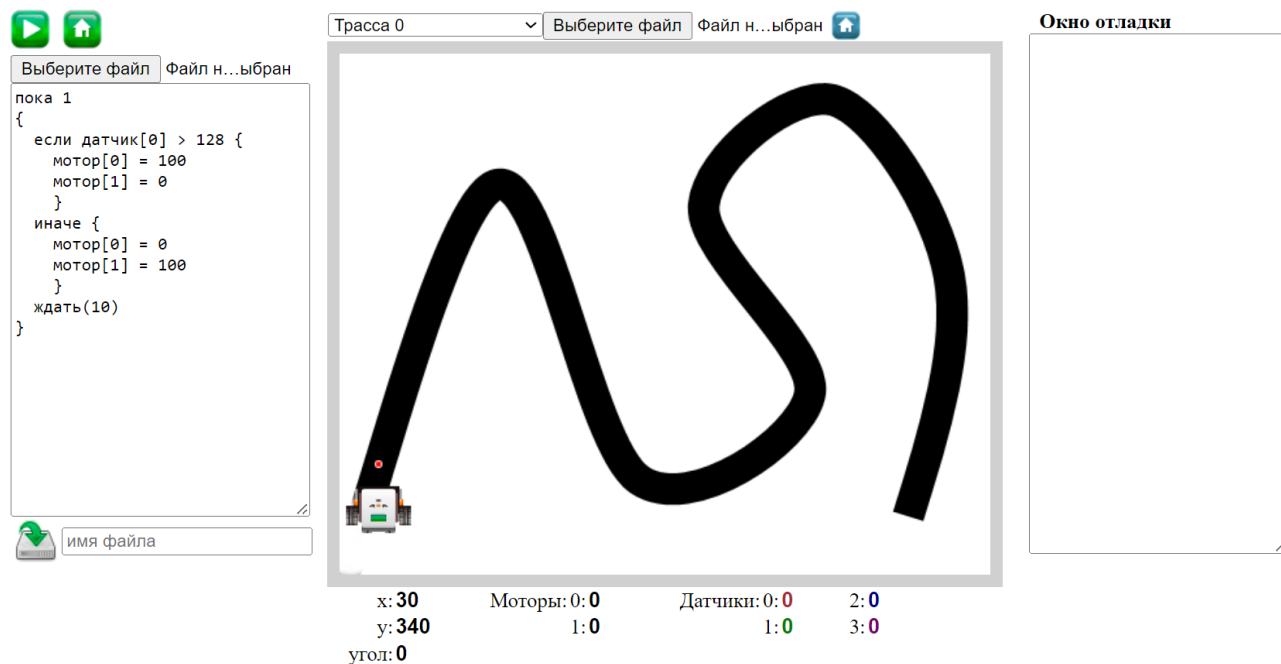 Выберите файл Файл н…ыбран
пока 1
{
  если датчик[0] > 128 {
    мотор[0] = 100
    мотор[1] = 0
    }
  иначе {
    мотор[0] = 0
    мотор[1] = 100
    }
  ждать(10)
}
имя файла
Трасса 0 Выберите файл Файл н…ыбран
x: 30 Моторы: 0: 0 Датчики: 0: 0 2: 0
y: 340 1: 0 1: 0 3: 0
угол: 0
Окно отладки